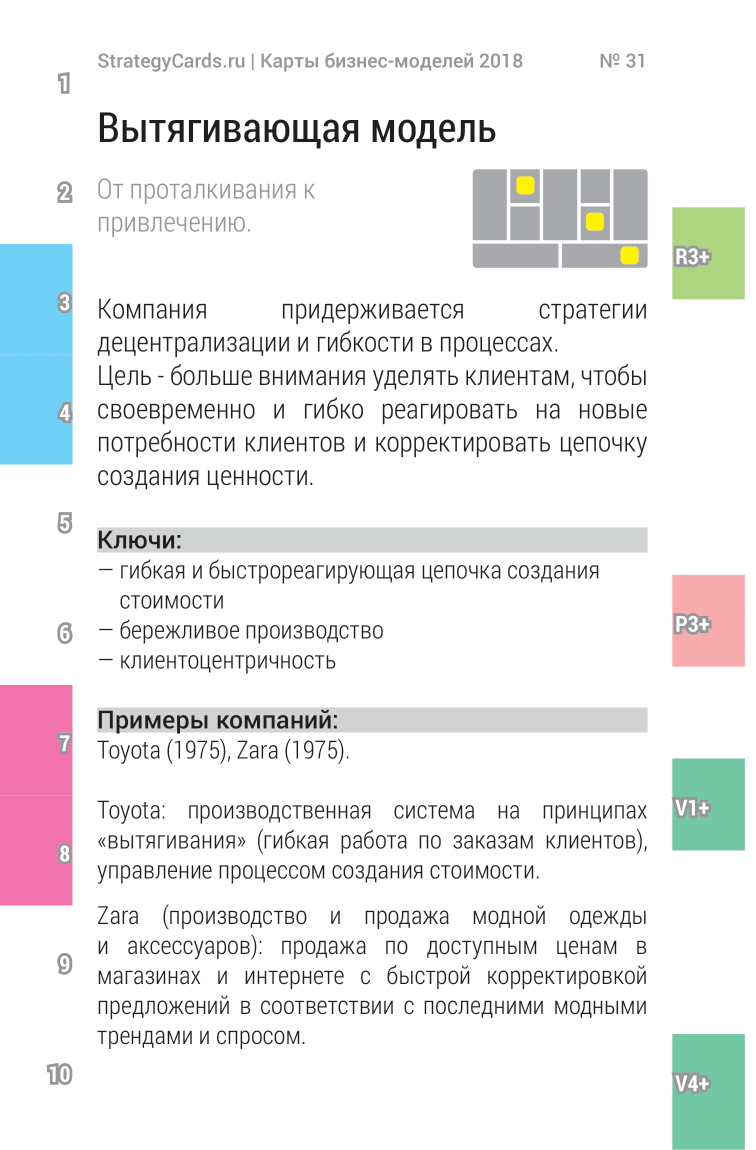 StrategyCards.ru | Карты бизнес-моделей 2018 № 31
1
Вытягивающая модель
2
От проталкивания к
привлечению.
R3+
3
Компания придерживается стратегии
децентрализации и гибкости в процессах.
Цель - больше внимания уделять клиентам, чтобы
4
своевременно и гибко реагировать на новые
потребности клиентов и корректировать цепочку
создания ценности.
5
Ключи:
— гибкая и быстрореагирующая цепочка создания
стоимости
P3+
6
— бережливое производство
— клиентоцентричность
Примеры компаний:
7
Toyota (1975), Zara (1975).
V1+
Toyota: производственная система на принципах
«вытягивания» (гибкая работа по заказам клиентов),
8
управление процессом создания стоимости.
Zara (производство и продажа модной одежды
и аксессуаров): продажа по доступным ценам в
9
магазинах и интернете с быстрой корректировкой
предложений в соответствии с последними модными
трендами и спросом.
10
V4+